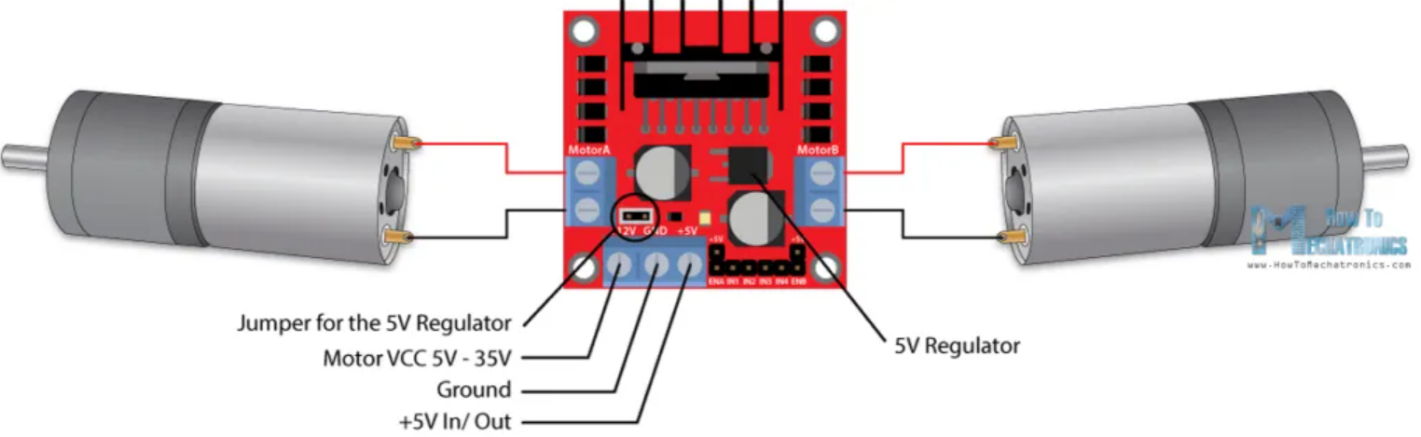 MotorA
MotorB
12V GND +5V
+5V
+5V
ENA IN1 IN2 IN3 IN4 ENB
How To
MECHATRONICS
www.HowToMechatronics.com
Jumper for the 5V Regulator
Motor VCC 5V - 35V
Ground
+5V In/ Out
5V Regulator